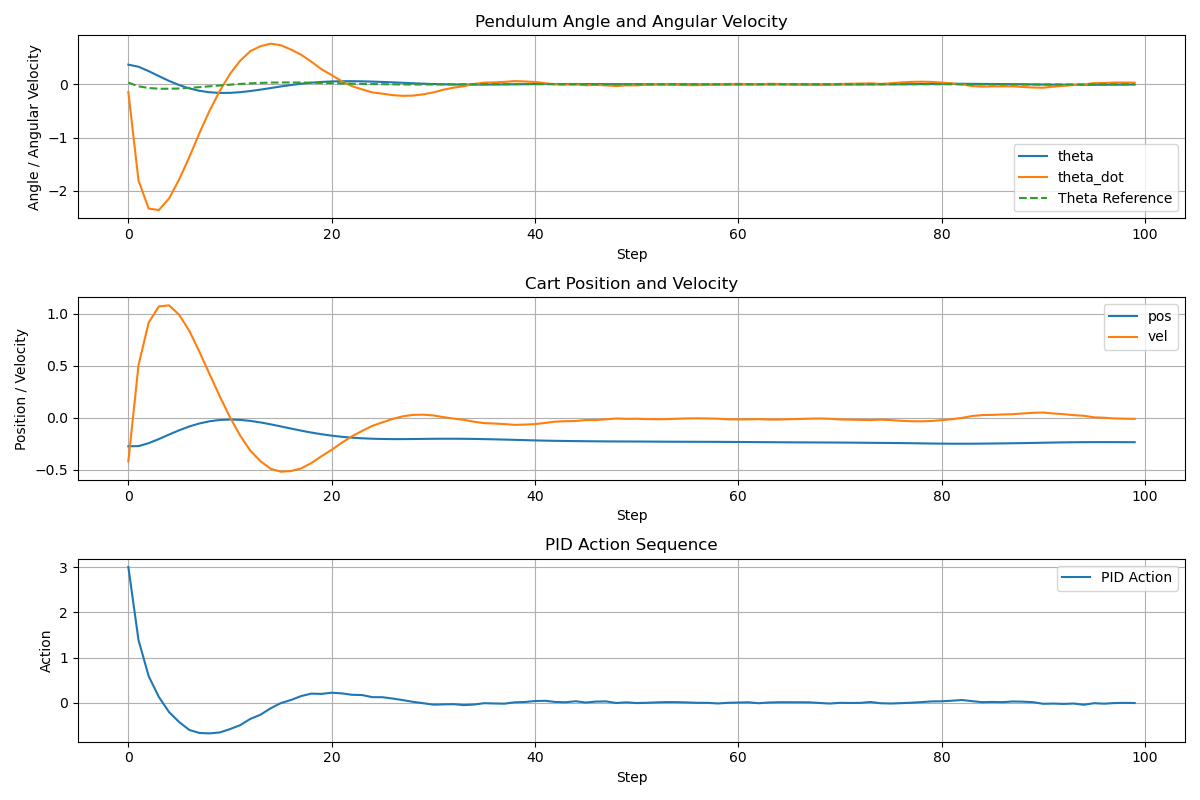 Pendulum Angle and Angular Velocity
Angle / Angular Velocity
0
−1
−2
theta
theta_dot
Theta Reference
0 20 40 60 80 100
Step
Cart Position and Velocity
Position / Velocity
1.0
0.5
0.0
−0.5
pos
vel
0 20 40 60 80 100
Step
PID Action Sequence
Action
3
2
1
0
PID Action
0 20 40 60 80 100
Step